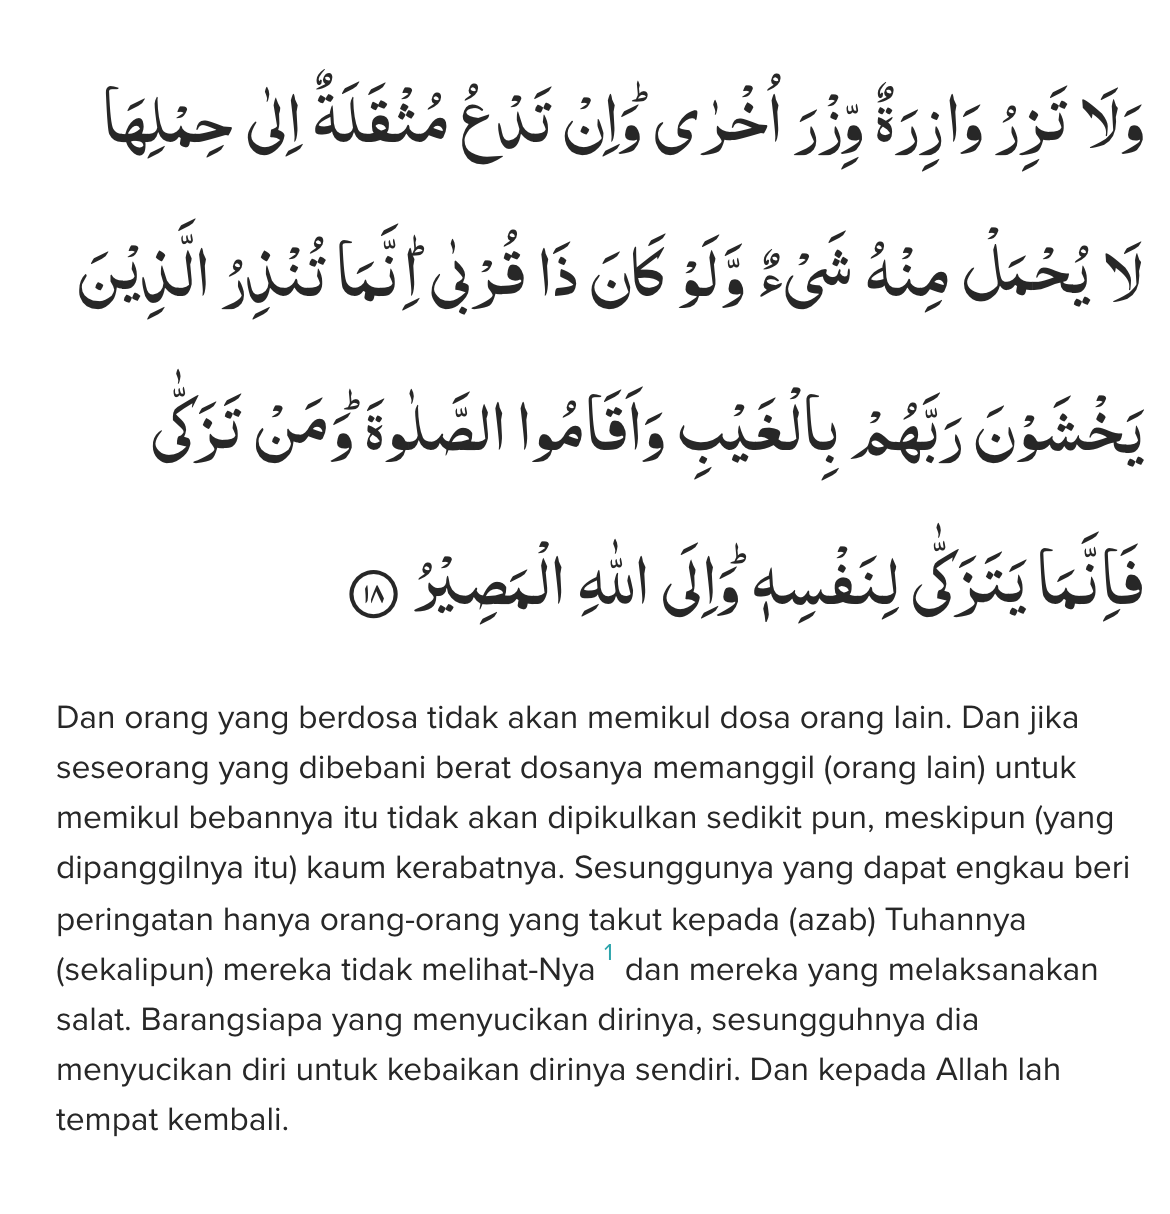 وَلَا تَزِرُ وَازِرَةٌ وِّزْرَ اُخْرٰى ۗوَاِنْ تَدْعُ مُثْقَلَةٌ اِلٰى حِمْلِهَا
لَا يُحْمَلْ مِنْهُ شَيْءٌ وَّلَوْ كَانَ ذَا قُرْبٰى ۗاِنَّمَا تُنْذِرُ الَّذِيْنَ
يَخْشَوْنَ رَبَّهُمْ بِالْغَيْبِ وَاَقَامُوا الصَّلٰوةَ ۗوَمَنْ تَزَكّٰى
فَاِنَّمَا يَتَزَكّٰى لِنَفْسِهٖ ۗوَاِلَى اللّٰهِ الْمَصِيْرُ ١٨
Dan orang yang berdosa tidak akan memikul dosa orang lain. Dan jika
seseorang yang dibebani berat dosanya memanggil (orang lain) untuk
memikul bebannya itu tidak akan dipikulkan sedikit pun, meskipun (yang
dipanggilnya itu) kaum kerabatnya. Sesunggunya yang dapat engkau beri
peringatan hanya orang-orang yang takut kepada (azab) Tuhannya
(sekalipun) mereka tidak melihat-Nya 1 dan mereka yang melaksanakan
salat. Barangsiapa yang menyucikan dirinya, sesungguhnya dia
menyucikan diri untuk kebaikan dirinya sendiri. Dan kepada Allah lah
tempat kembali.